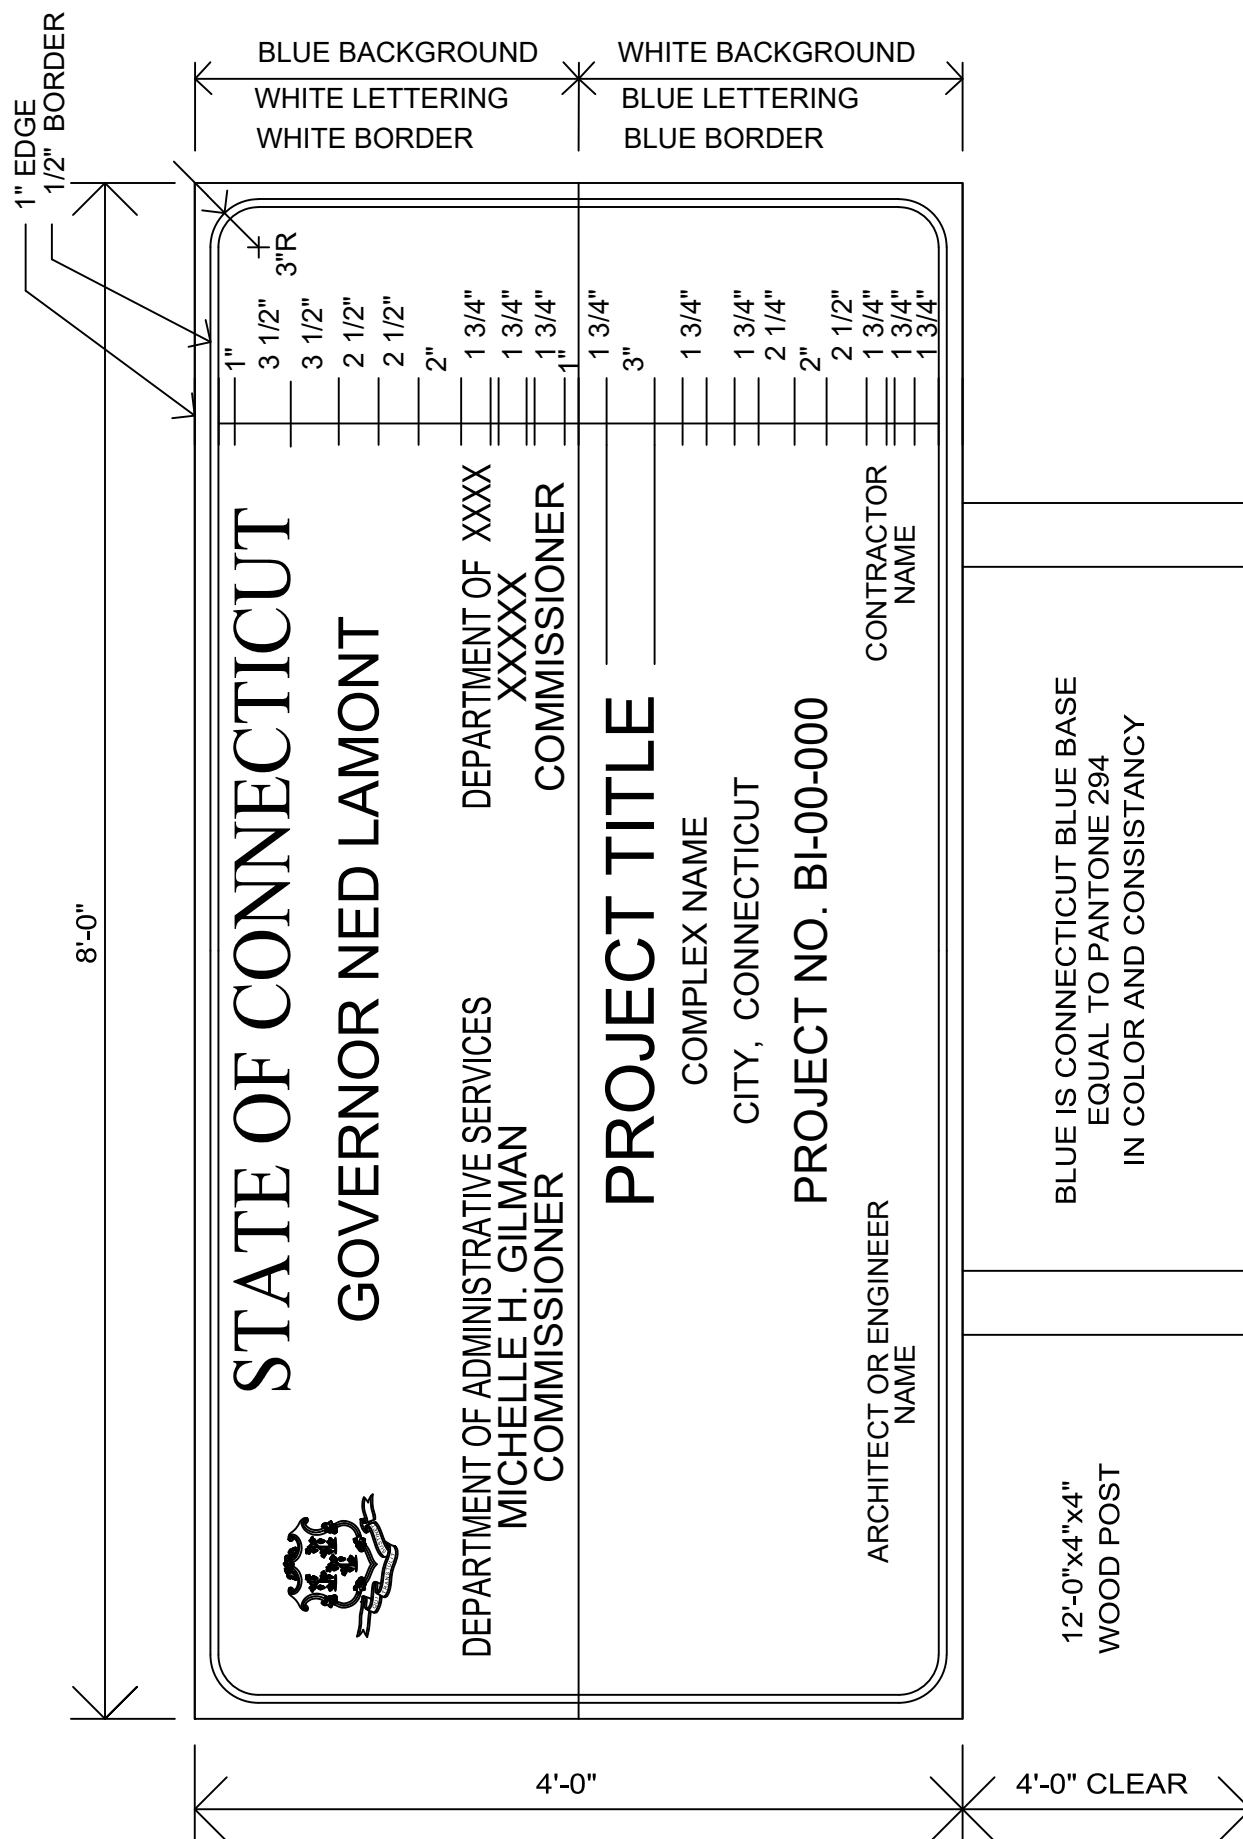 1" EDGE
1/2" BORDER
BLUE BACKGROUND
WHITE LETTERING
WHITE BORDER
WHITE BACKGROUND
BLUE LETTERING
BLUE BORDER
8'-0"
3"R
1"
3 1/2"
3 1/2"
2 1/2"
2 1/2"
2"
1 3/4"
1 3/4"
1 3/4"
1"
1 3/4"
3"
1 3/4"
1 3/4"
2 1/4"
2"
2 1/2"
1 3/4"
1 3/4"
1 3/4"
STATE OF CONNECTICUT
GOVERNOR NED LAMONT
DEPARTMENT OF ADMINISTRATIVE SERVICES
MICHELLE H. GILMAN
COMMISSIONER
DEPARTMENT OF XXXX
XXXXX
COMMISSIONER
PROJECT TITLE
COMPLEX NAME
CITY, CONNECTICUT
PROJECT NO. BI-00-000
ARCHITECT OR ENGINEER
NAME
CONTRACTOR
NAME
12'-0"x4"x4"
WOOD POST
BLUE IS CONNECTICUT BLUE BASE
EQUAL TO PANTONE 294
IN COLOR AND CONSISTANCY
4'-0"
4'-0" CLEAR